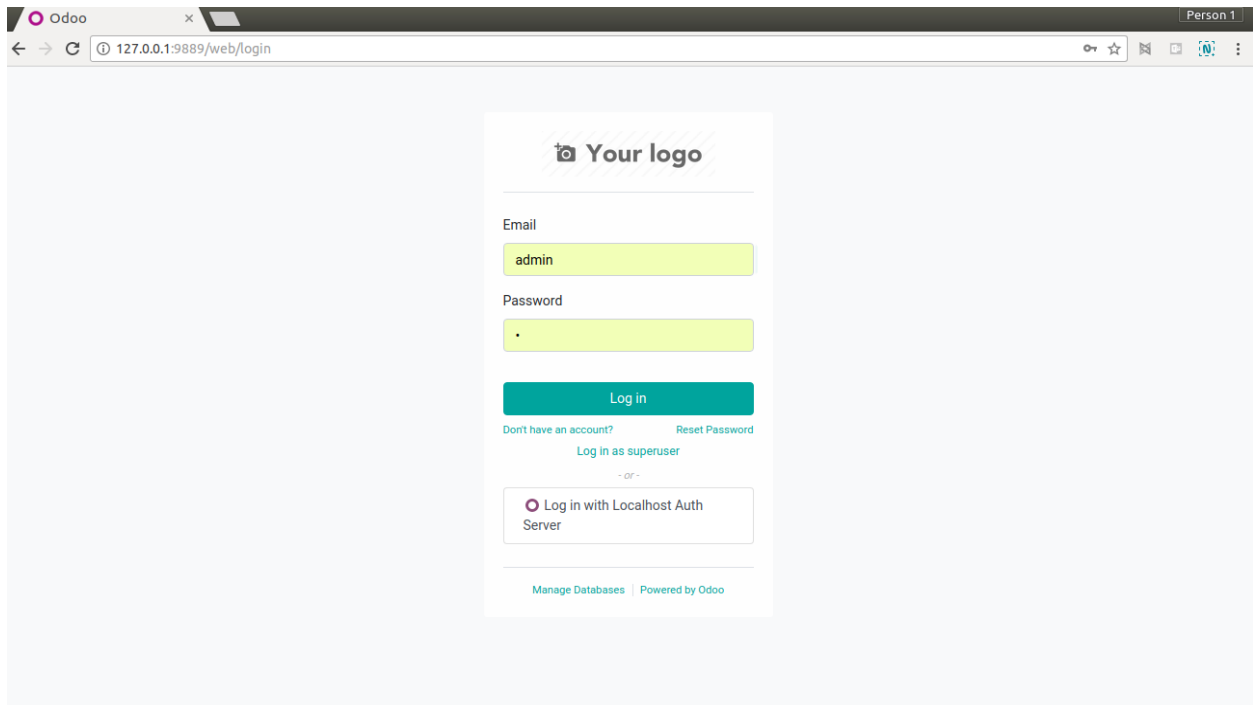 Odoo
Person 1
127.0.0.1:9889/web/login
Your logo
Email
admin
Password
Log in
Don't have an account? Reset Password
Log in as superuser
- or -
Log in with Localhost Auth
Server
Manage Databases Powered by Odoo